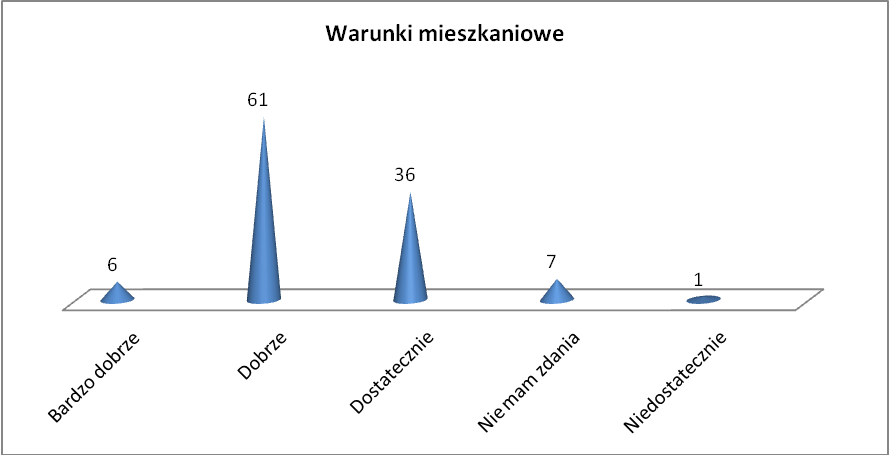 Warunki mieszkaniowe
61
36
6
7
1
Bardzo dobrze
Dobrze
Dostatecznie
Nie mam zdania
Niedostatecznie